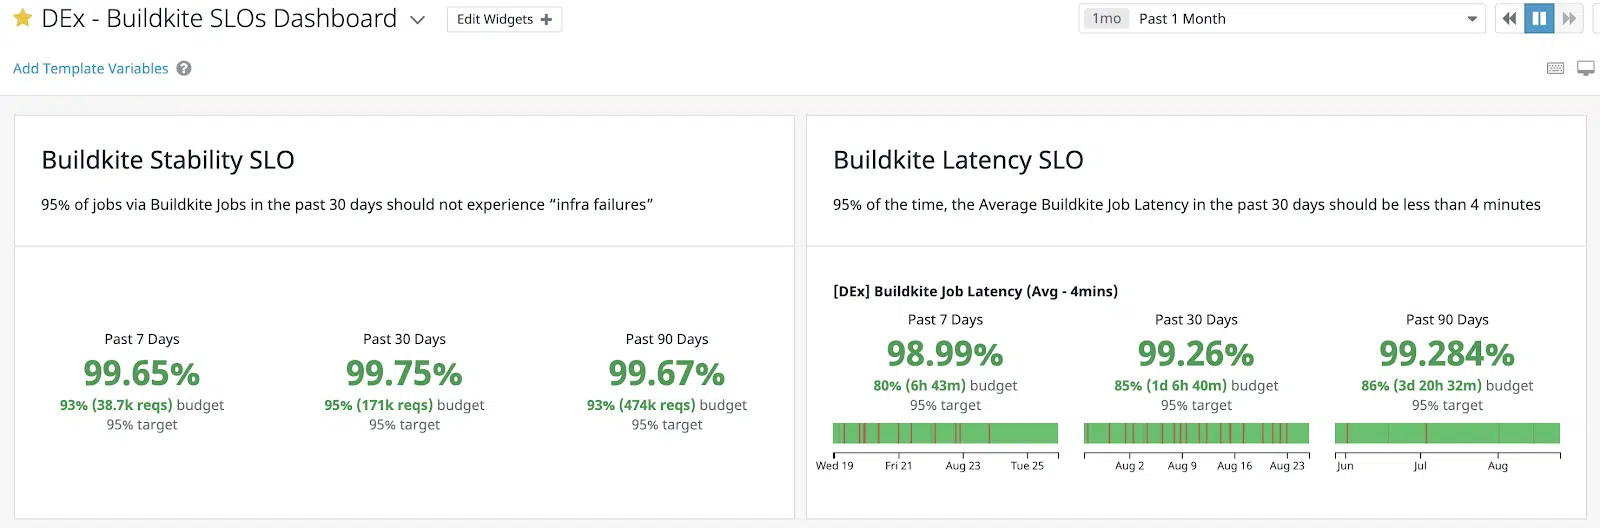 DEx - Buildkite SLOs Dashboard
Edit Widgets +
1mo Past 1 Month
Add Template Variables ?
Buildkite Stability SLO
95% of jobs via Buildkite Jobs in the past 30 days should not experience “infra failures”
Past 7 Days
99.65%
93% (38.7k reqs) budget
95% target
Past 30 Days
99.75%
95% (171k reqs) budget
95% target
Past 90 Days
99.67%
93% (474k reqs) budget
95% target
Buildkite Latency SLO
95% of the time, the Average Buildkite Job Latency in the past 30 days should be less than 4 minutes
[DEx] Buildkite Job Latency (Avg - 4mins)
Past 7 Days
98.99%
80% (6h 43m) budget
95% target
Wed 19 Fri 21 Aug 23 Tue 25
Past 30 Days
99.26%
85% (1d 6h 40m) budget
95% target
Aug 2 Aug 9 Aug 16 Aug 23
Past 90 Days
99.284%
86% (3d 20h 32m) budget
95% target
Jun Jul Aug